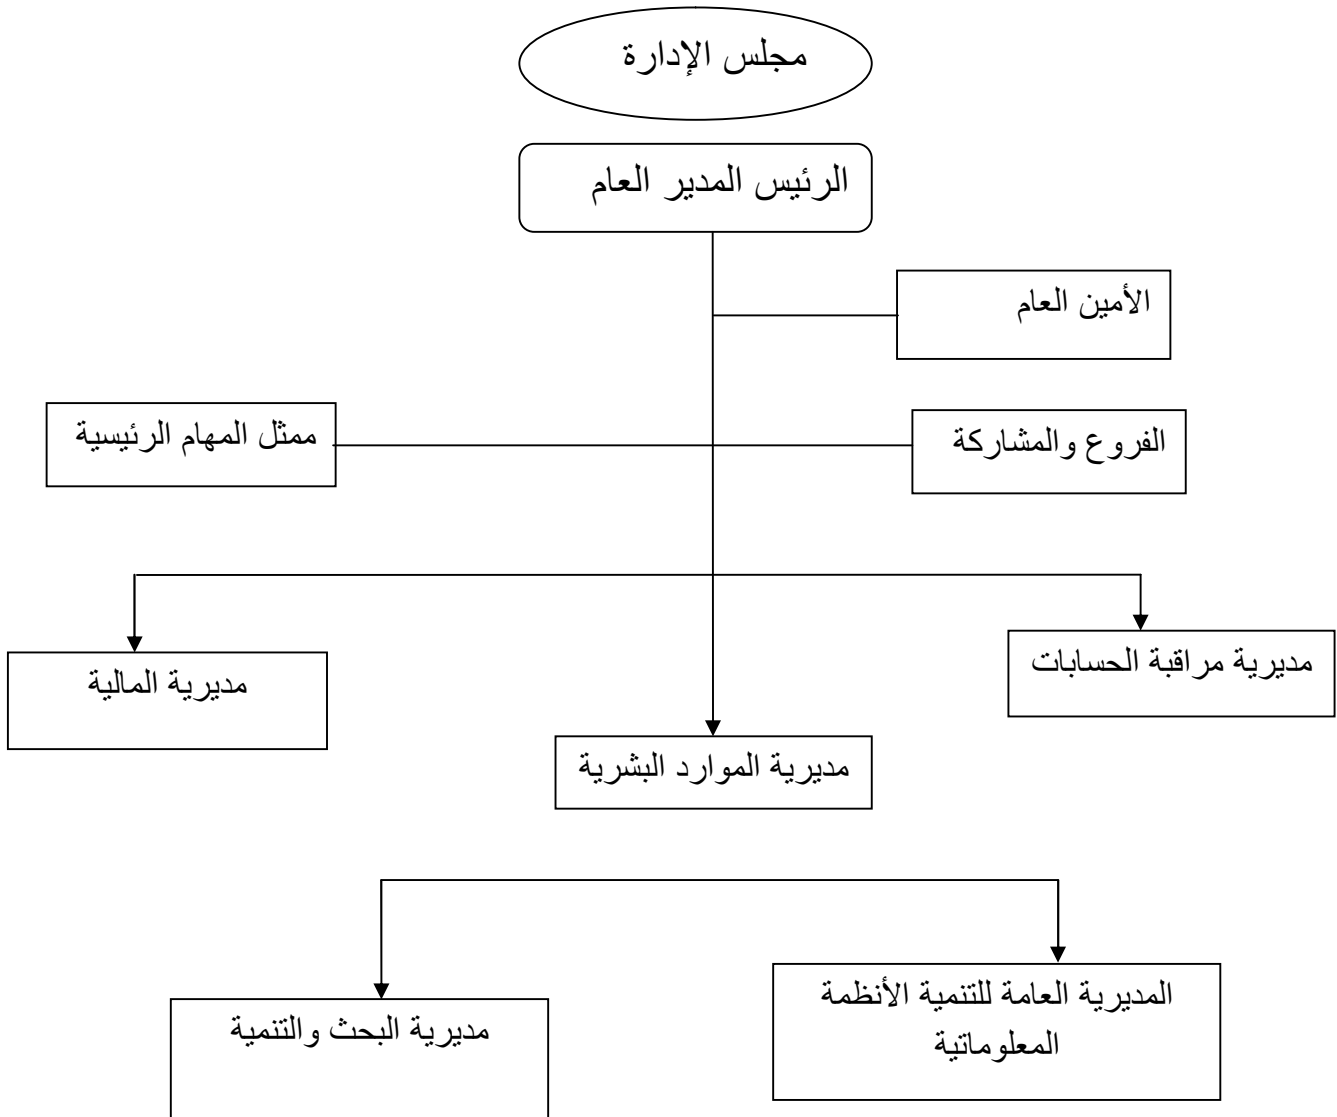 مجلس الإدارة
الرئيس المدير العام
الأمين العام
الفروع والمشاركة
ممثل المهام الرئيسية
مديرية مراقبة الحسابات
مديرية المالية
مديرية الموارد البشرية
المديرية العامة للتنمية الأنظمة
المعلوماتية
مديرية البحث والتنمية